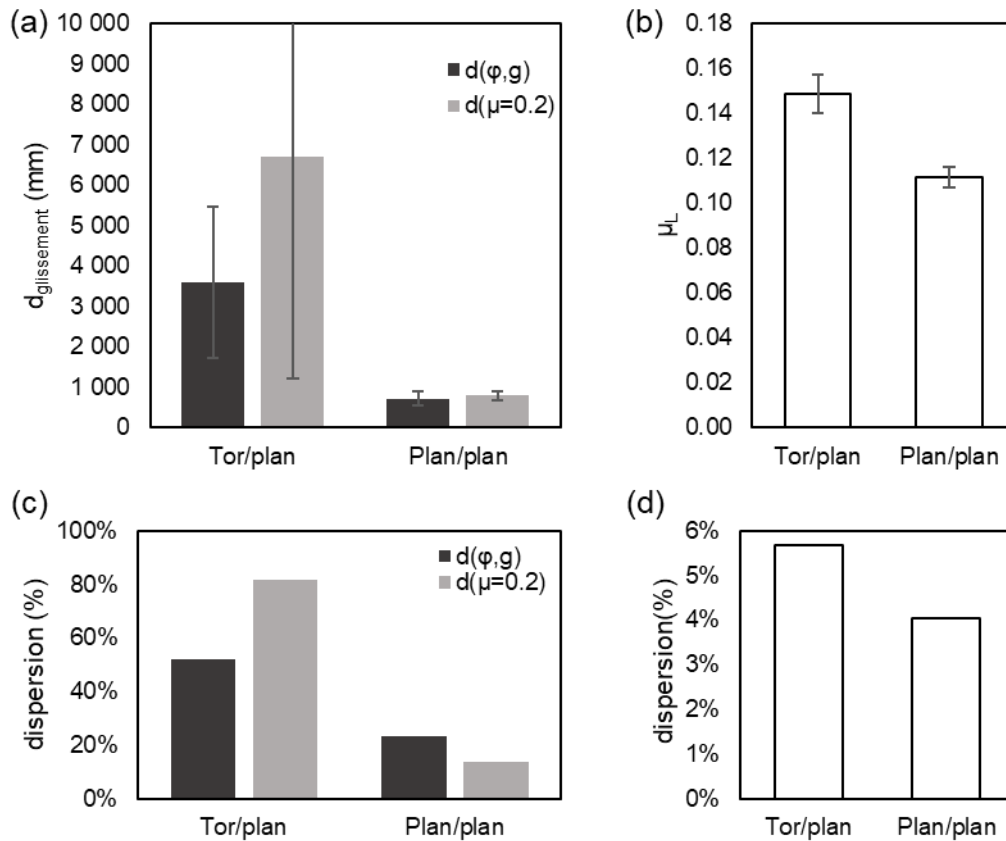 (a)
10 000
9 000
8 000
7 000
6 000
5 000
4 000
3 000
2 000
1 000
0
dglissement (mm)
d(φ,g)
d(μ=0.2)
Tor/plan
Plan/plan
(b)
0.18
0.16
0.14
0.12
0.10
0.08
0.06
0.04
0.02
0.00
μL
Tor/plan
Plan/plan
(c)
100%
80%
60%
40%
20%
0%
dispersion (%)
d(φ,g)
d(μ=0.2)
Tor/plan
Plan/plan
(d)
6%
5%
4%
3%
2%
1%
0%
dispersion(%)
Tor/plan
Plan/plan